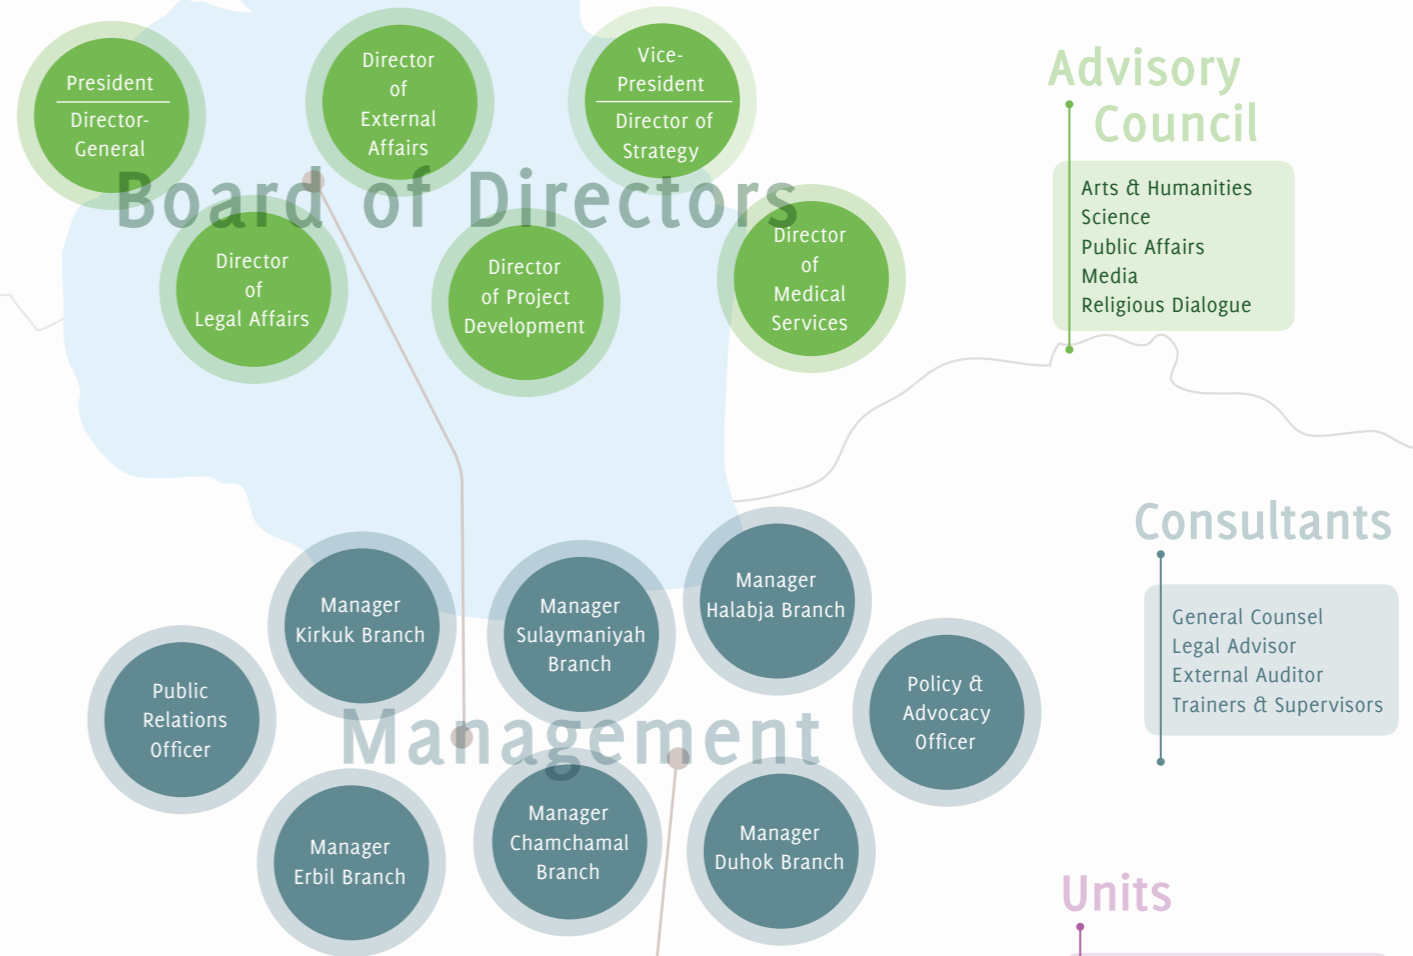 President
Director-
General
Director
of
External
Affairs
Vice-
President
Director of
Strategy
Board of Directors
Director
of
Legal Affairs
Director
of Project
Development
Director
of
Medical
Services
Advisory
Council
Arts & Humanities
Science
Public Affairs
Media
Religious Dialogue
Manager
Kirkuk Branch
Manager
Sulaymaniyah
Branch
Manager
Halabja Branch
Public
Relations
Officer
Policy &
Advocacy
Officer
Management
Manager
Erbil Branch
Manager
Chamchamal
Branch
Manager
Duhok Branch
Consultants
General Counsel
Legal Advisor
External Auditor
Trainers & Supervisors
Units